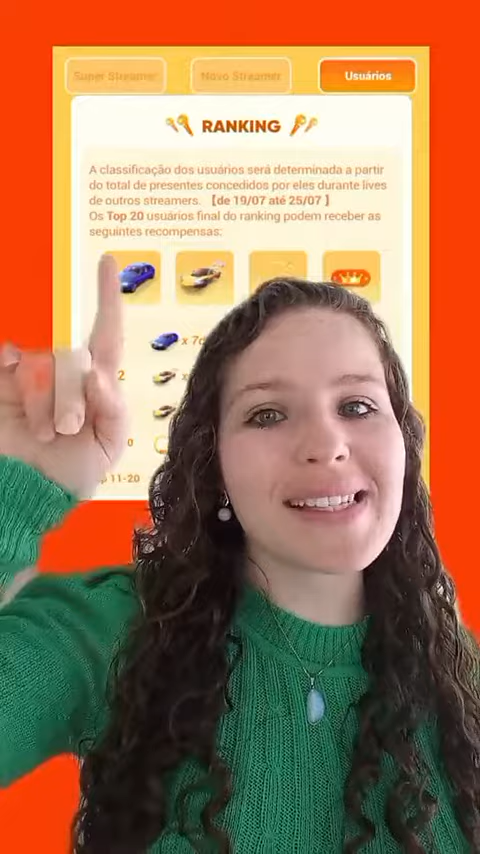 Super Streamer
Novo Streamer
Usuários
RANKING
A classificação dos usuários será determinada a partir
do total de presentes concedidos por eles durante lives
de outros streamers. 【de 19/07 até 25/07 】
Os Top 20 usuários final do ranking podem receber as
seguintes recompensas:
x 7d
2
x
0
11-20